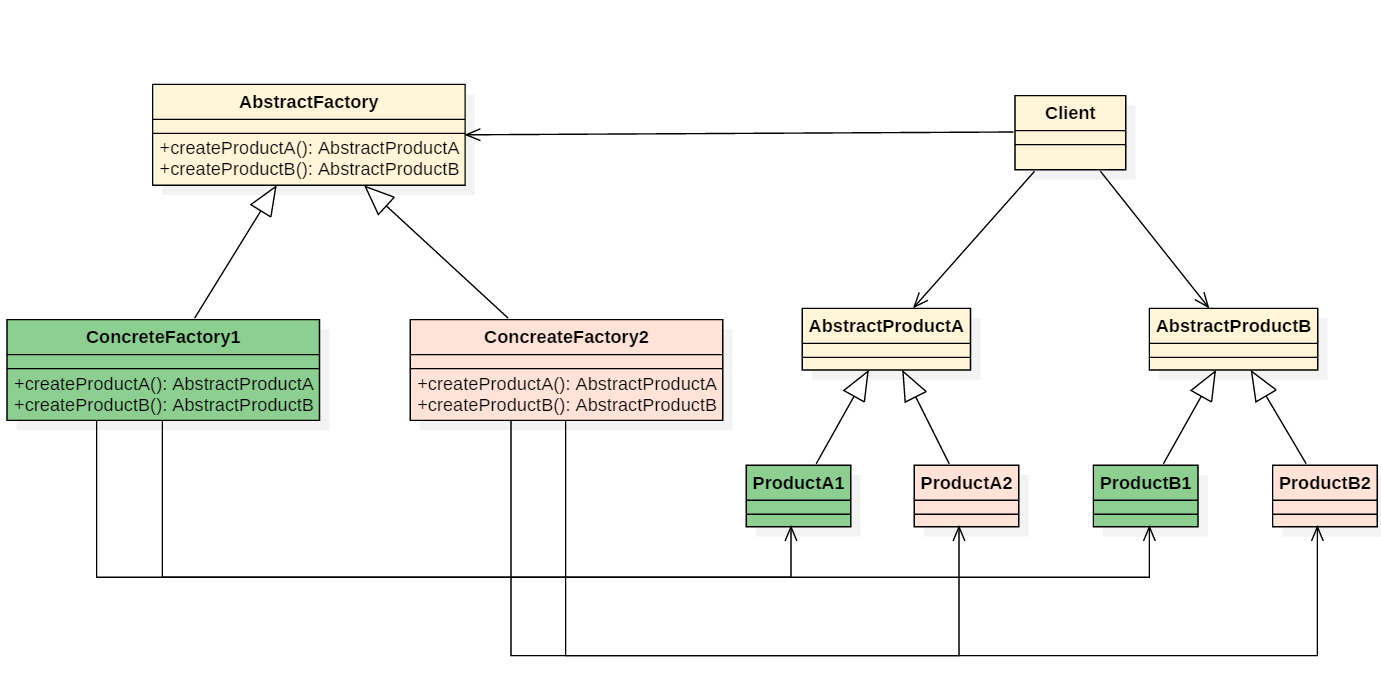 AbstractFactory
+createProductA(): AbstractProductA
+createProductB(): AbstractProductB
Client
ConcreteFactory1
+createProductA(): AbstractProductA
+createProductB(): AbstractProductB
ConcreateFactory2
+createProductA(): AbstractProductA
+createProductB(): AbstractProductB
AbstractProductA
AbstractProductB
ProductA1
ProductA2
ProductB1
ProductB2